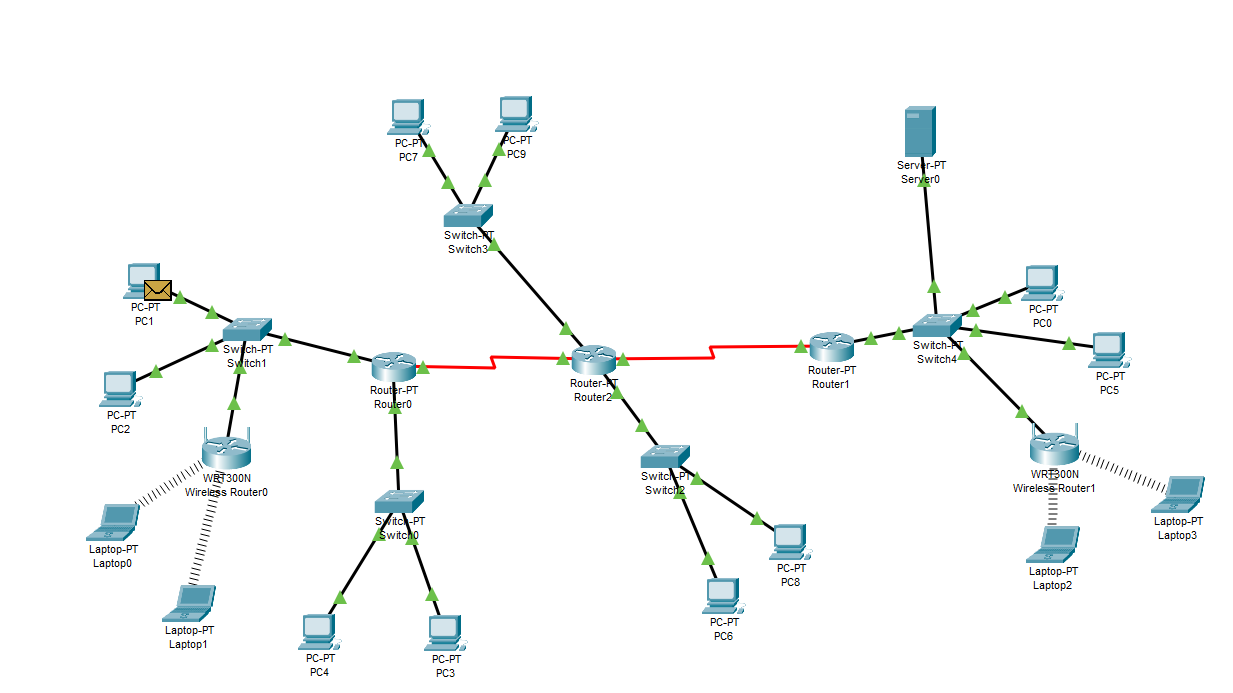 PC-PT
PC7
PC-PT
PC9
Server-PT
Server0
Switch-PT
Switch3
PC-PT
PC1
PC-PT
PC0
Switch-PT
Switch1
Switch-PT
Switch4
Router-PT
Router0
Router-PT
Router2
Router-PT
Router1
PC-PT
PC5
PC-PT
PC2
WRT300N
Wireless Router0
Switch-PT
Switch2
WRT300N
Wireless Router1
Switch-PT
Switch0
Laptop-PT
Laptop0
Laptop-PT
Laptop3
PC-PT
PC8
Laptop-PT
Laptop2
Laptop-PT
Laptop1
PC-PT
PC6
PC-PT
PC4
PC-PT
PC3